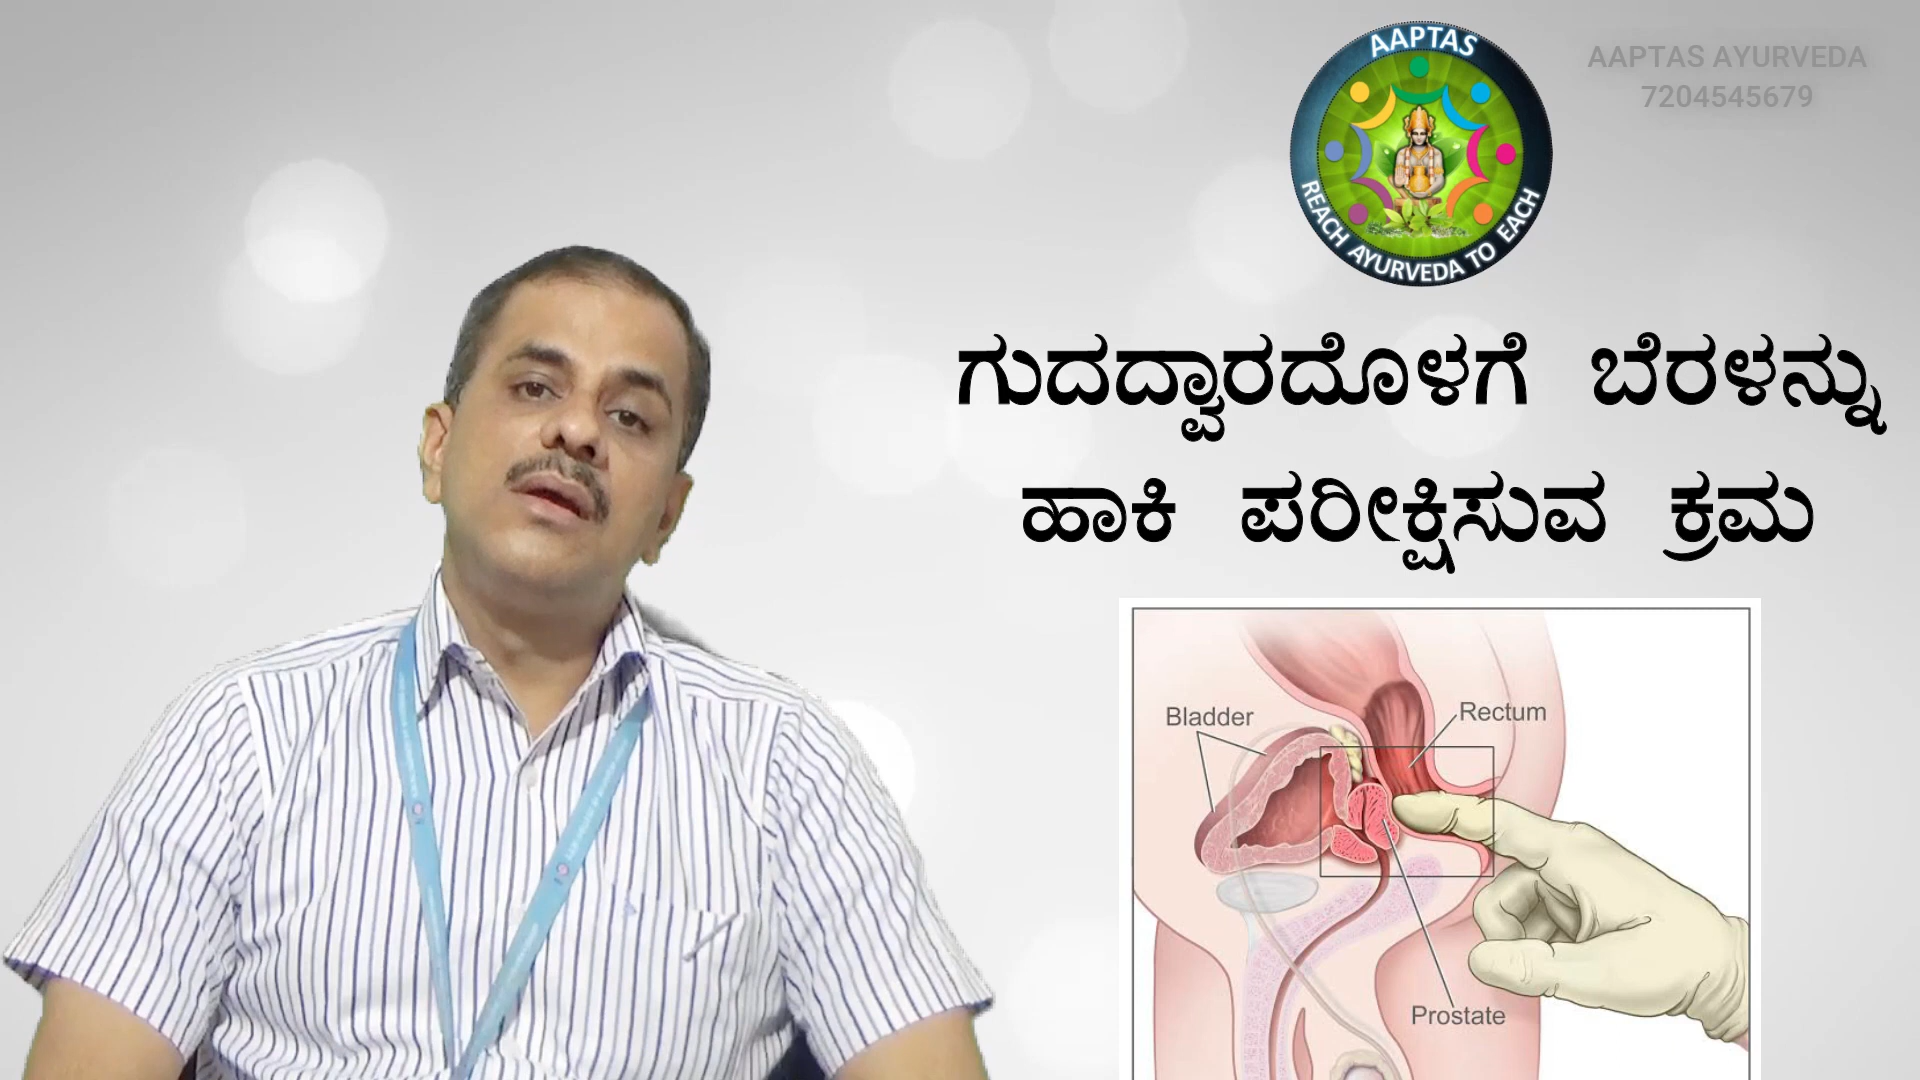 AAPTAS
REACH AYURVEDA TO EACH
AAPTAS AYURVEDA
7204545679
ಗುದದ್ವಾರದೊಳಗೆ ಬೆರಳನ್ನು
ಹಾಕಿ ಪರೀಕ್ಷಿಸುವ ಕ್ರಮ
Bladder
Rectum
Prostate